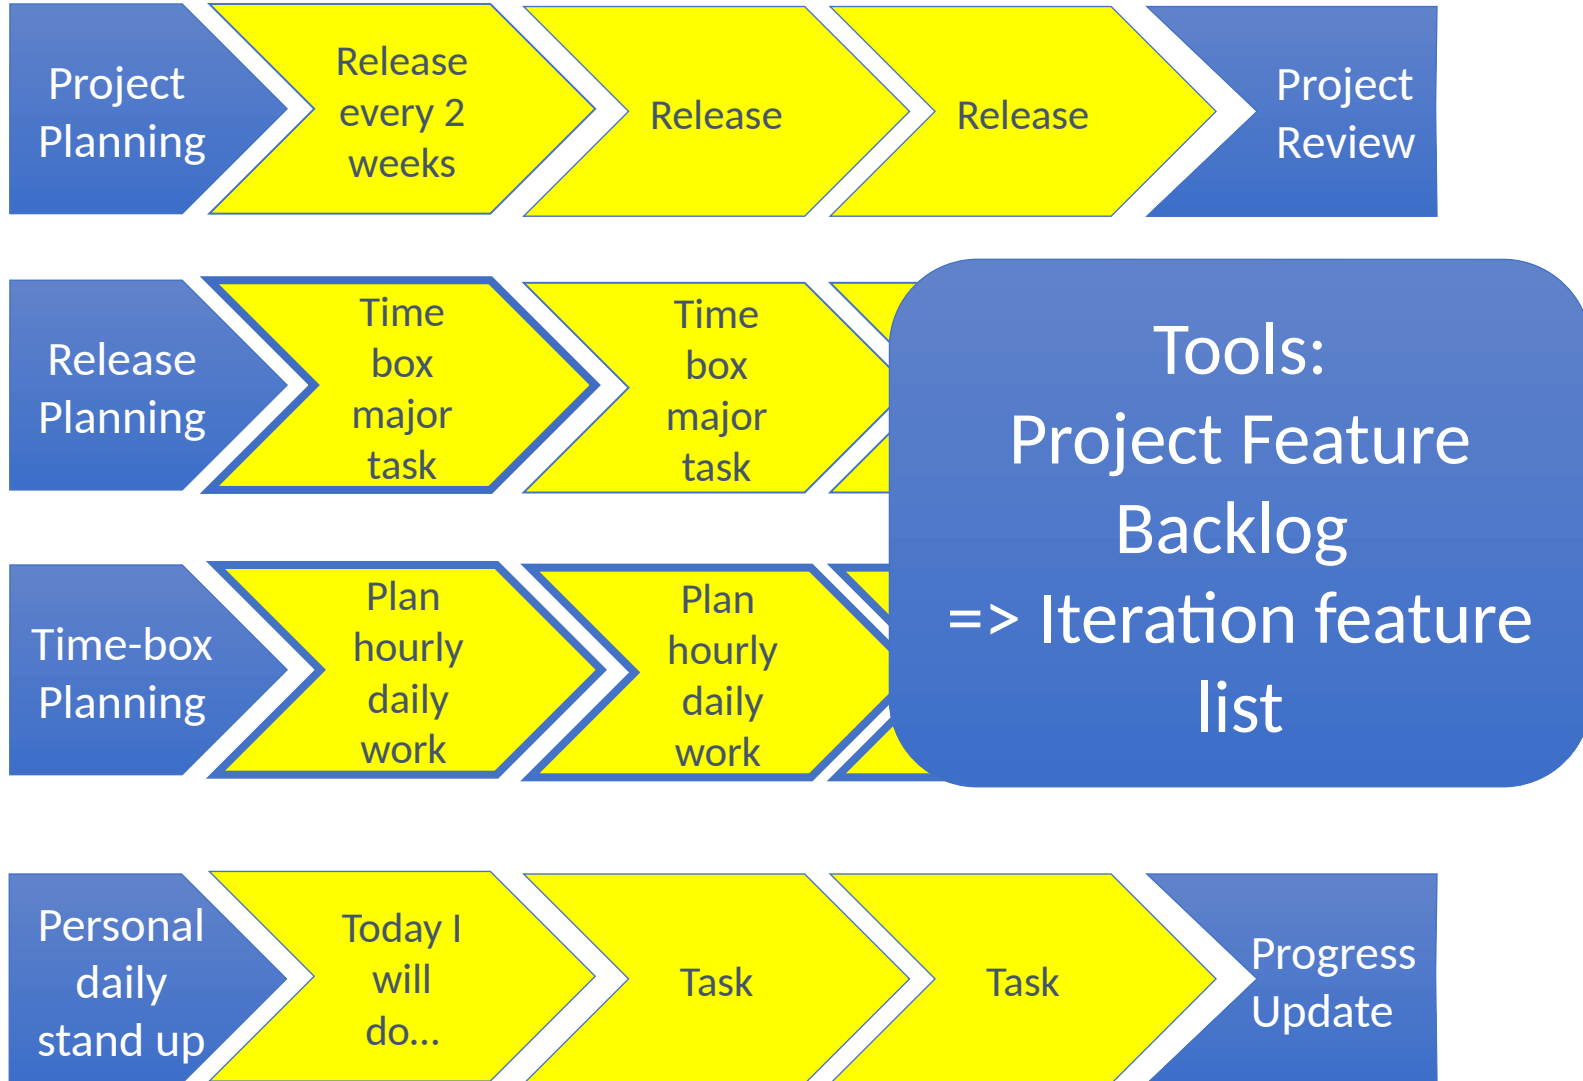 Project
Planning
Release
every 2
weeks
Release
Release
Project
Review
Release
Planning
Time
box
major
task
Time
box
major
task
Tools:
Project Feature
Backlog
=> Iteration feature
list
Time-box
Planning
Plan
hourly
daily
work
Plan
hourly
daily
work
Personal
daily
stand up
Today I
will
do...
Task
Task
Progress
Update